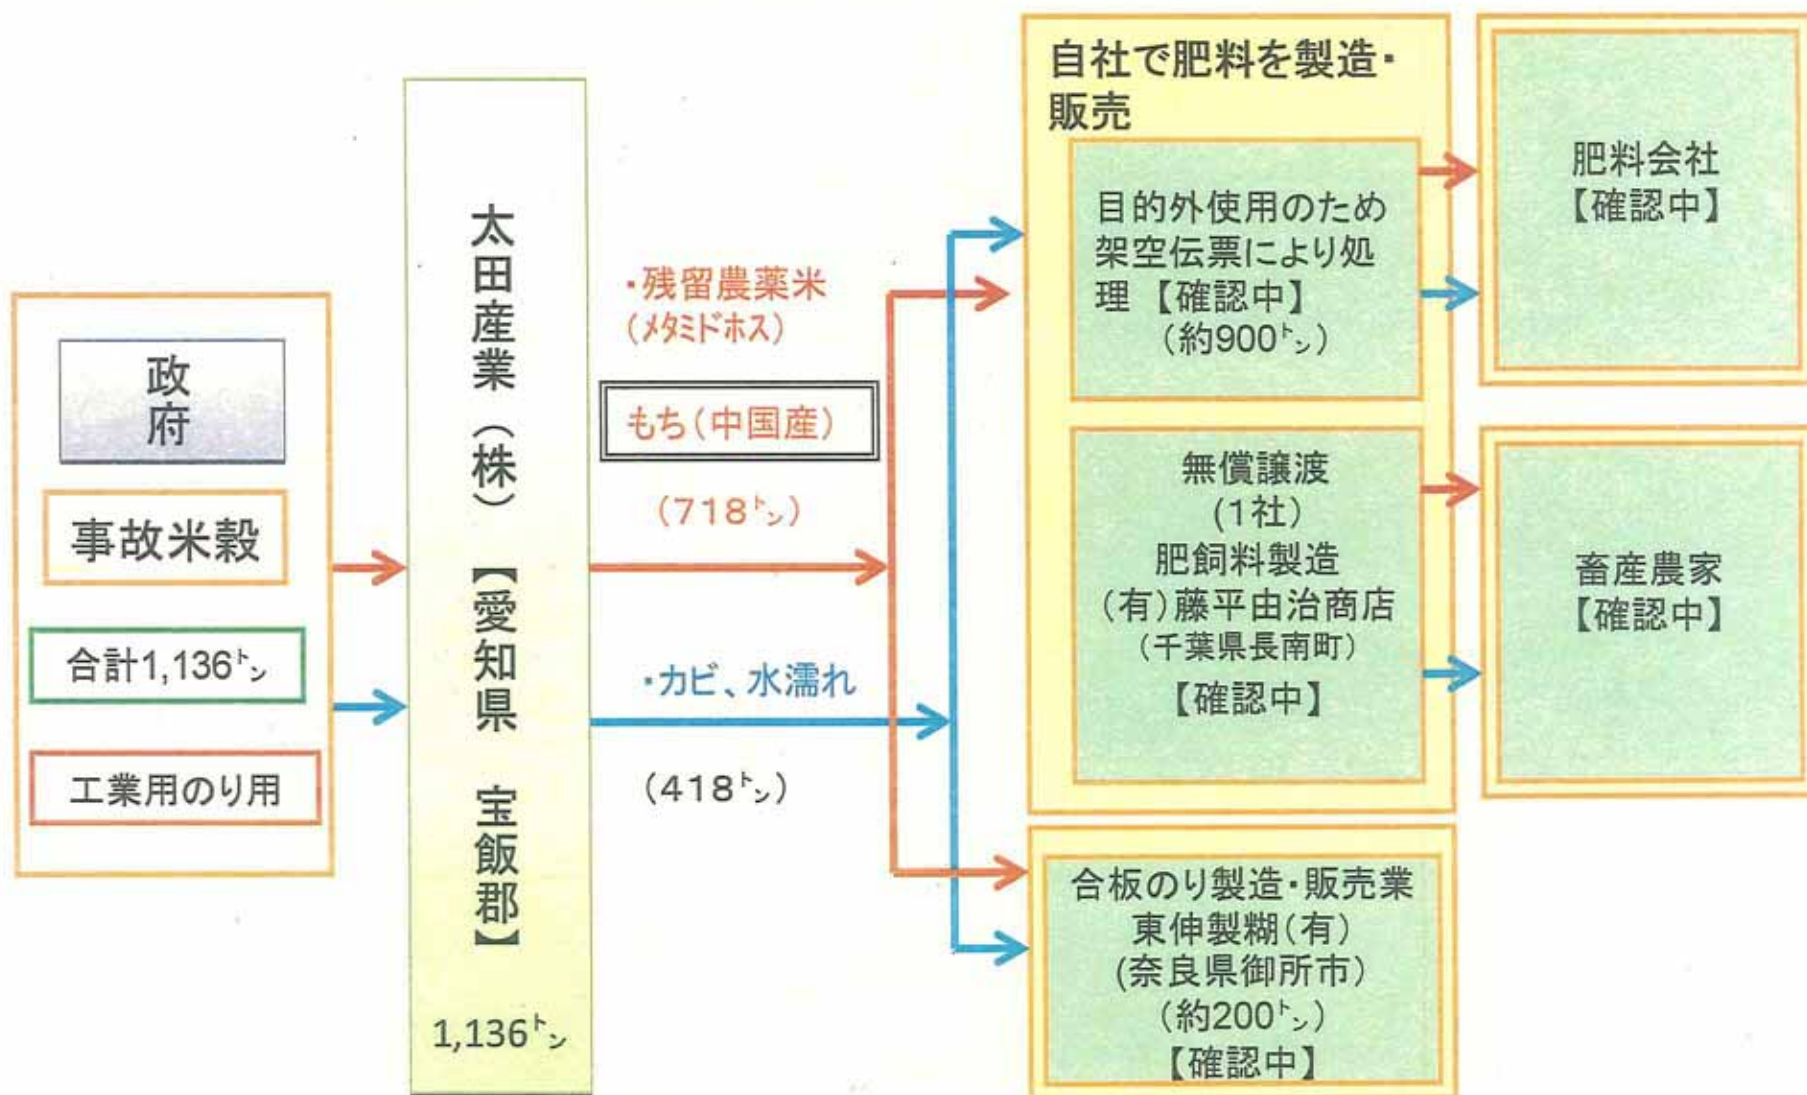 政
府
事故米穀
合計1,136㌧
工業用のり用
太田産業（株）【愛知県 宝飯郡】
1,136㌧
・残留農薬米
（メタミドホス）
もち（中国産）
（718㌧）
・カビ、水濡れ
（418㌧）
自社で肥料を製造・
販売
目的外使用のため
架空伝票により処
理【確認中】
（約900㌧）
無償譲渡
(1社)
肥飼料製造
（有）藤平由治商店
（千葉県長南町）
【確認中】
合板のり製造・販売業
東伸製糊（有）
(奈良県御所市）
（約200㌧）
【確認中】
肥料会社
【確認中】
畜産農家
【確認中】